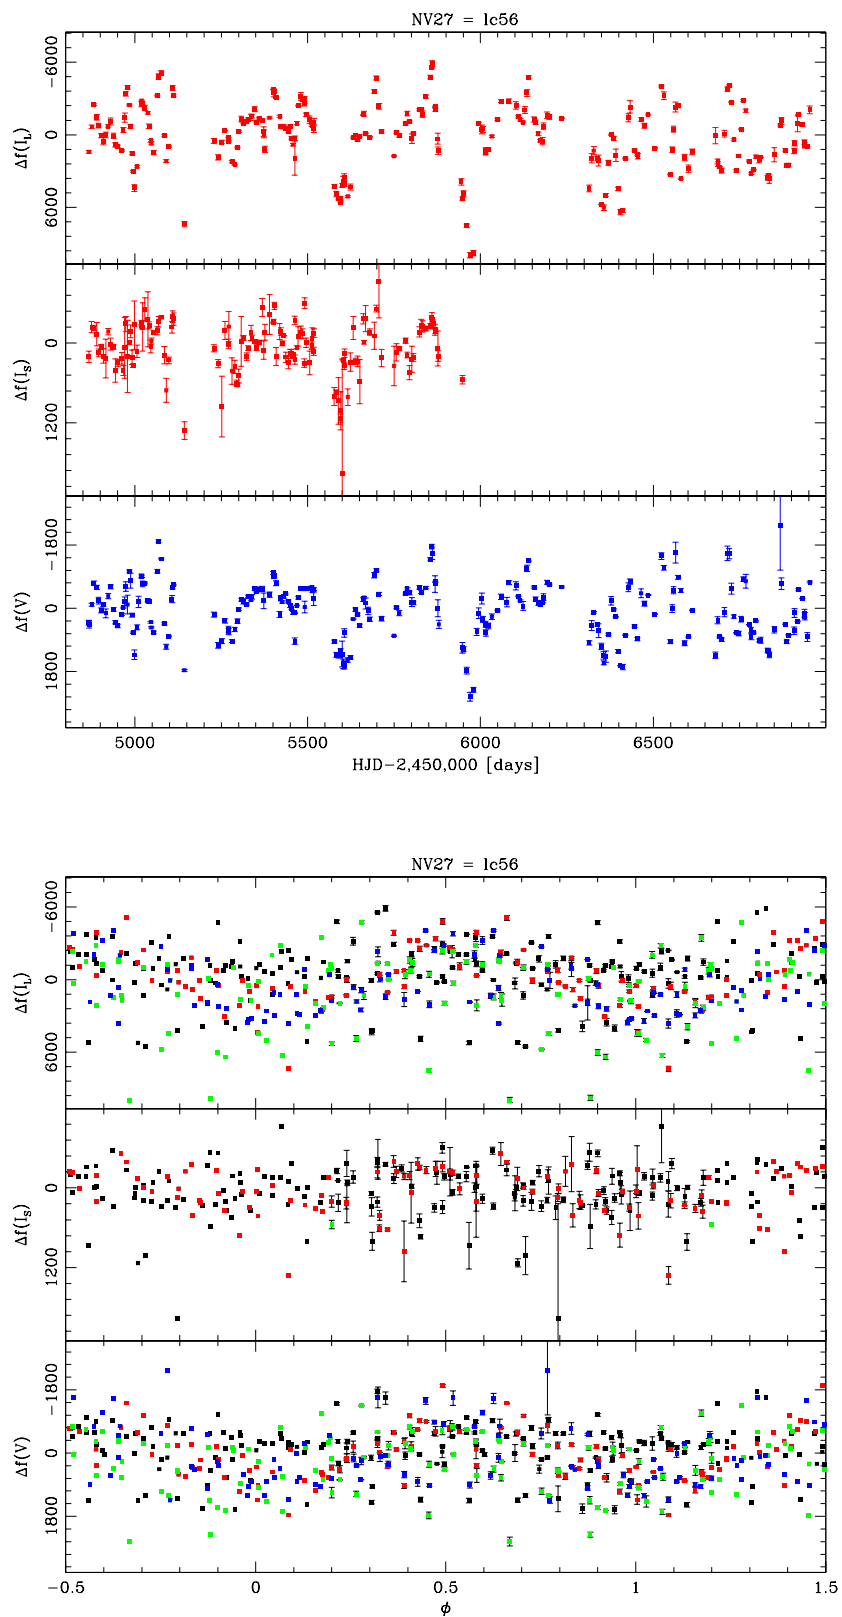 NV27 = lc56
−6000
0
6000
Δf(I_L)
0
1200
Δf(I_S)
−1800
0
1800
Δf(V)
5000 5500 6000 6500
HJD−2,450,000 [days]
NV27 = lc56
−6000
0
6000
Δf(I_L)
0
1200
Δf(I_S)
−1800
0
1800
Δf(V)
−0.5 0 0.5 1 1.5
ϕ